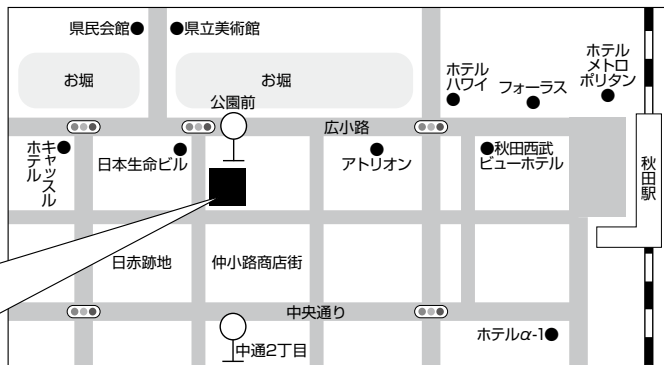 県民会館
県立美術館
お堀
お堀
公園前
ホテル
ハワイ
フォーラス
ホテル
メトロ
ポリタン
広小路
キャッスル
ホテル
日本生命ビル
アトリオン
秋田西武
ビューホテル
秋田駅
日赤跡地
仲小路商店街
中央通り
中通2丁目
ホテルα-1